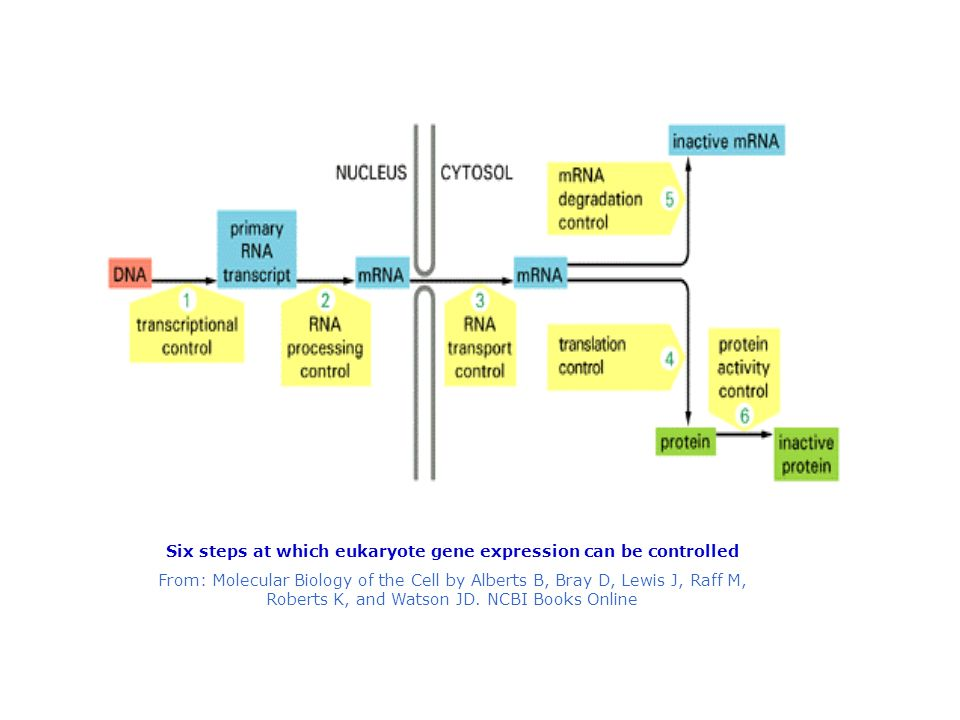 NUCLEUS
CYTOSOL
DNA
1
transcriptional
control
primary
RNA
transcript
2
RNA
processing
control
mRNA
3
RNA
transport
control
mRNA
mRNA
degradation
control
5
inactive mRNA
translation
control
4
protein
protein
activity
control
6
inactive
protein
Six steps at which eukaryote gene expression can be controlled
From: Molecular Biology of the Cell by Alberts B, Bray D, Lewis J, Raff M,
Roberts K, and Watson JD. NCBI Books Online